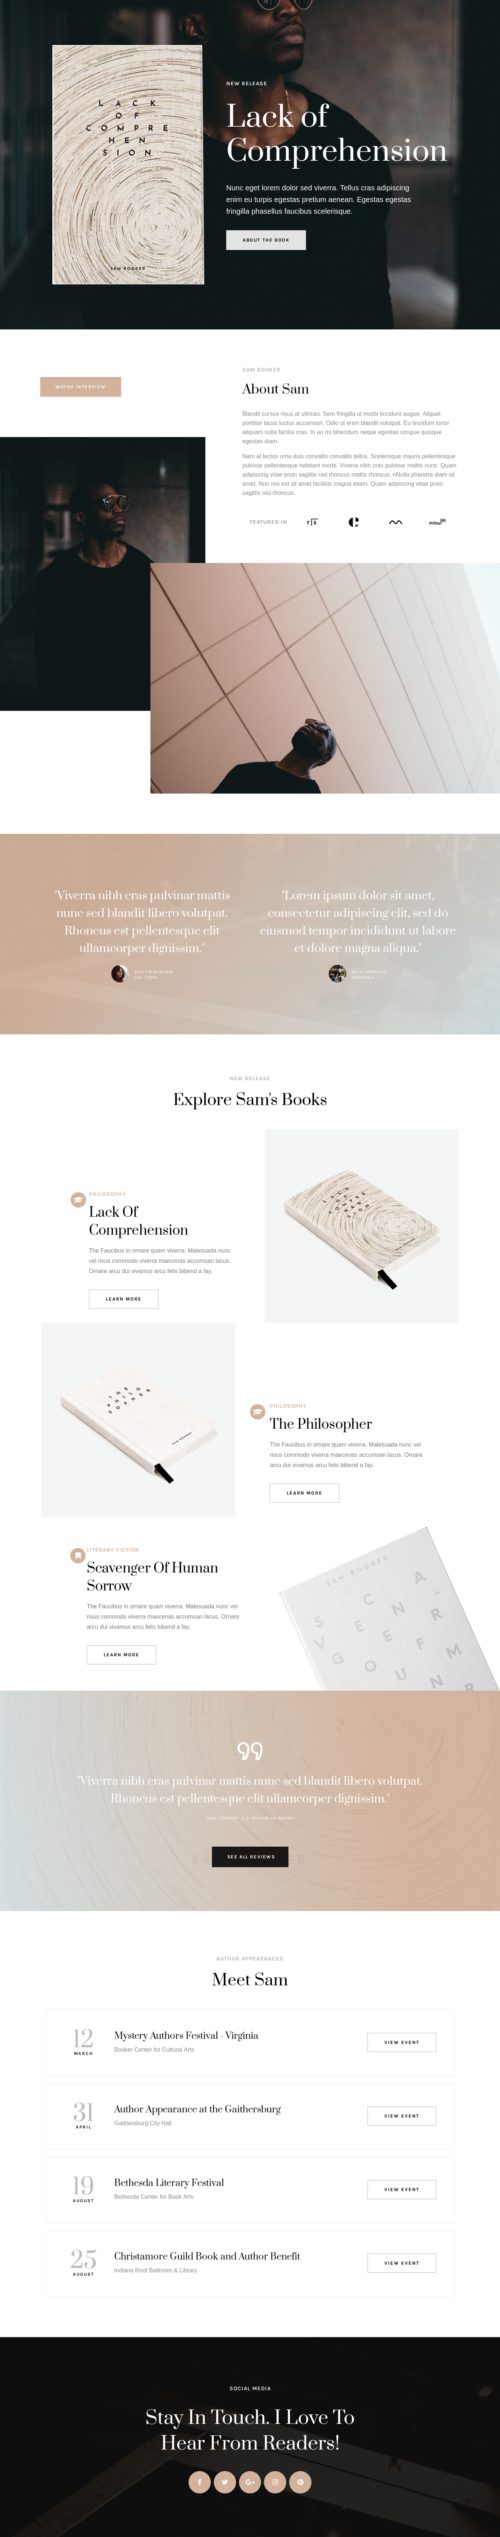 LACK
OF
COMPRE
HEN
SION
SAM BOOKER
NEW RELEASE
Lack of
Comprehension
Nunc eget lorem dolor sed viverra. Tellus cras adipiscing
enim eu turpis egestas pretium aenean. Egestas egestas
fringilla phasellus faucibus scelerisque.
ABOUT THE BOOK
WATCH INTERVIEW
SAM BOOKER
About Sam
Blandit cursus risus at ultrices. Sem fringilla ut morbi tincidunt augue. Aliquet
porttitor lacus luctus accumsan. Odio ut enim blandit volutpat. Eu tincidunt tortor
aliquam nulla facilisi cras. In eu mi bibendum neque egestas congue quisque
egestas diam.
Nam at lectus urna duis convallis convallis tellus. Scelerisque mauris pellentesque
pulvinar pellentesque habitant morbi. Viverra nibh cras pulvinar mattis nunc. Quam
adipiscing vitae proin sagittis nisl rhoncus mattis rhoncus. nNulla pharetra diam sit
amet. Non nisi est sit amet facilisis magna etiam. Quam adipiscing vitae proin
sagittis nisl rhoncus.
FEATURED IN
"Viverra nibh cras pulvinar mattis
nunc sed blandit libero volutpat.
Rhoncus est pellentesque elit
ullamcorper dignissim."
"Lorem ipsum dolor sit amet,
consectetur adipiscing elit, sed do
eiusmod tempor incididunt ut labore
et dolore magna aliqua."
NEW RELEASE
Explore Sam's Books
PHILOSOPHY
Lack Of
Comprehension
The Faucibus in ornare quam viverra. Malesuada nunc
vel risus commodo viverra maecenas accumsan lacus.
Ornare arcu dui vivamus arcu felis bibend a fay.
LEARN MORE
LACK
OF
COMPRE
HEN
SION
SAM BOOKER
THE
PHILO
SOPHER
SAM BOOKER
PHILOSOPHY
The Philosopher
The Faucibus in ornare quam viverra. Malesuada nunc vel
risus commodo viverra maecenas accumsan lacus. Ornare
arcu dui vivamus arcu felis bibend a fay.
LEARN MORE
LITERARY FICTION
Scavenger Of Human
Sorrow
The Faucibus in ornare quam viverra. Malesuada nunc vel
risus commodo viverra maecenas accumsan lacus. Ornare
arcu dui vivamus arcu felis bibend a fay.
LEARN MORE
SAM BOOKER
SCA-
VENGER
OF
"Viverra nibh cras pulvinar mattis nunc sed blandit libero volutpat.
Rhoncus est pellentesque elit ullamcorper dignissim."
SEE ALL REVIEWS
AUTHOR APPEARANCES
Meet Sam
12
MARCH
Mystery Authors Festival - Virginia
Booker Center for Cultural Arts
VIEW EVENT
31
APRIL
Author Appearance at the Gaithersburg
Gaithersburg City Hall
VIEW EVENT
19
AUGUST
Bethesda Literary Festival
Bethesda Center for Book Arts
VIEW EVENT
25
AUGUST
Christamore Guild Book and Author Benefit
Indiana Roof Ballroom & Library
VIEW EVENT
SOCIAL MEDIA
Stay In Touch. I Love To
Hear From Readers!